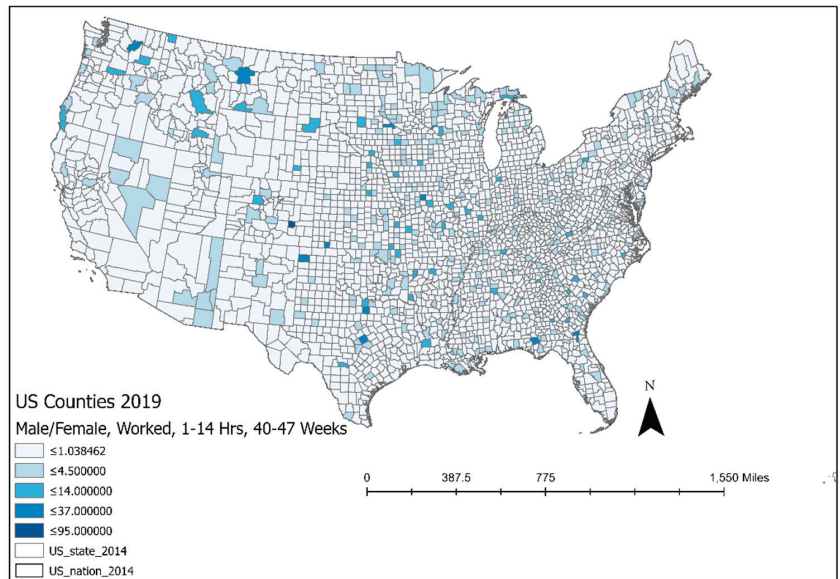 N
US Counties 2019
Male/Female, Worked, 1-14 Hrs, 40-47 Weeks
≤1.038462
≤4.500000
≤14.000000
≤37.000000
≤95.000000
US_state_2014
US_nation_2014
0 387.5 775 1,550 Miles